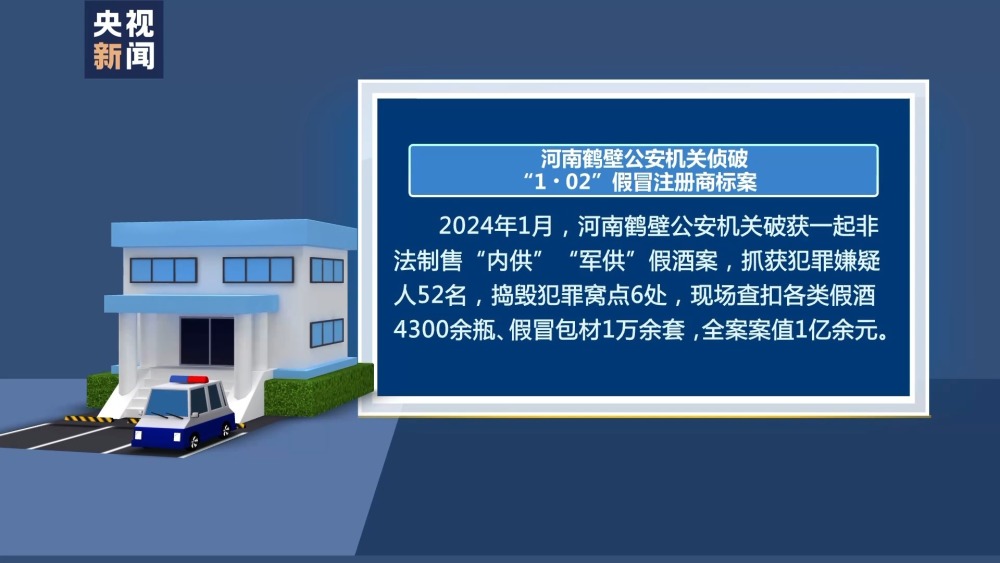 央视
新闻
河南鹤壁公安机关侦破
“1·02”假冒注册商标案
2024年1月，河南鹤壁公安机关破获一起非
法制售“内供”“军供”假酒案，抓获犯罪嫌疑
人52名，捣毁犯罪窝点6处，现场查扣各类假酒
4300余瓶、假冒包材1万余套，全案案值1亿余元。